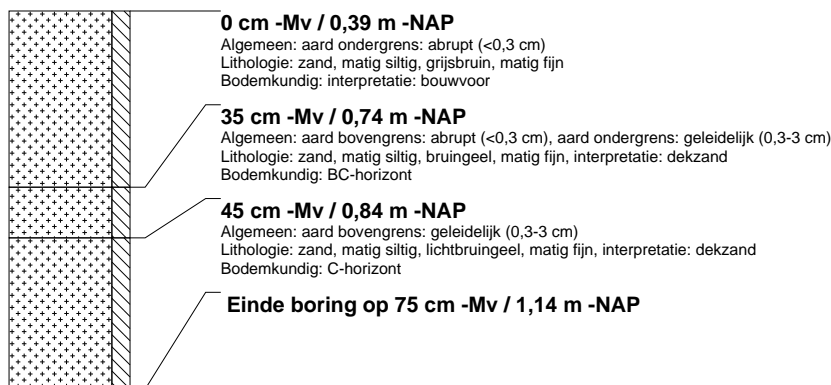 0 cm -Mv / 0,39 m -NAP
Algemeen: aard ondergrens: abrupt (<0,3 cm)
Lithologie: zand, matig siltig, grijsbruin, matig fijn
Bodemkundig: interpretatie: bouwvoor
35 cm -Mv / 0,74 m -NAP
Algemeen: aard bovengrens: abrupt (<0,3 cm), aard ondergrens: geleidelijk (0,3-3 cm)
Lithologie: zand, matig siltig, bruingeel, matig fijn, interpretatie: dekzand
Bodemkundig: BC-horizont
45 cm -Mv / 0,84 m -NAP
Algemeen: aard bovengrens: geleidelijk (0,3-3 cm)
Lithologie: zand, matig siltig, lichtbruingeel, matig fijn, interpretatie: dekzand
Bodemkundig: C-horizont
Einde boring op 75 cm -Mv / 1,14 m -NAP